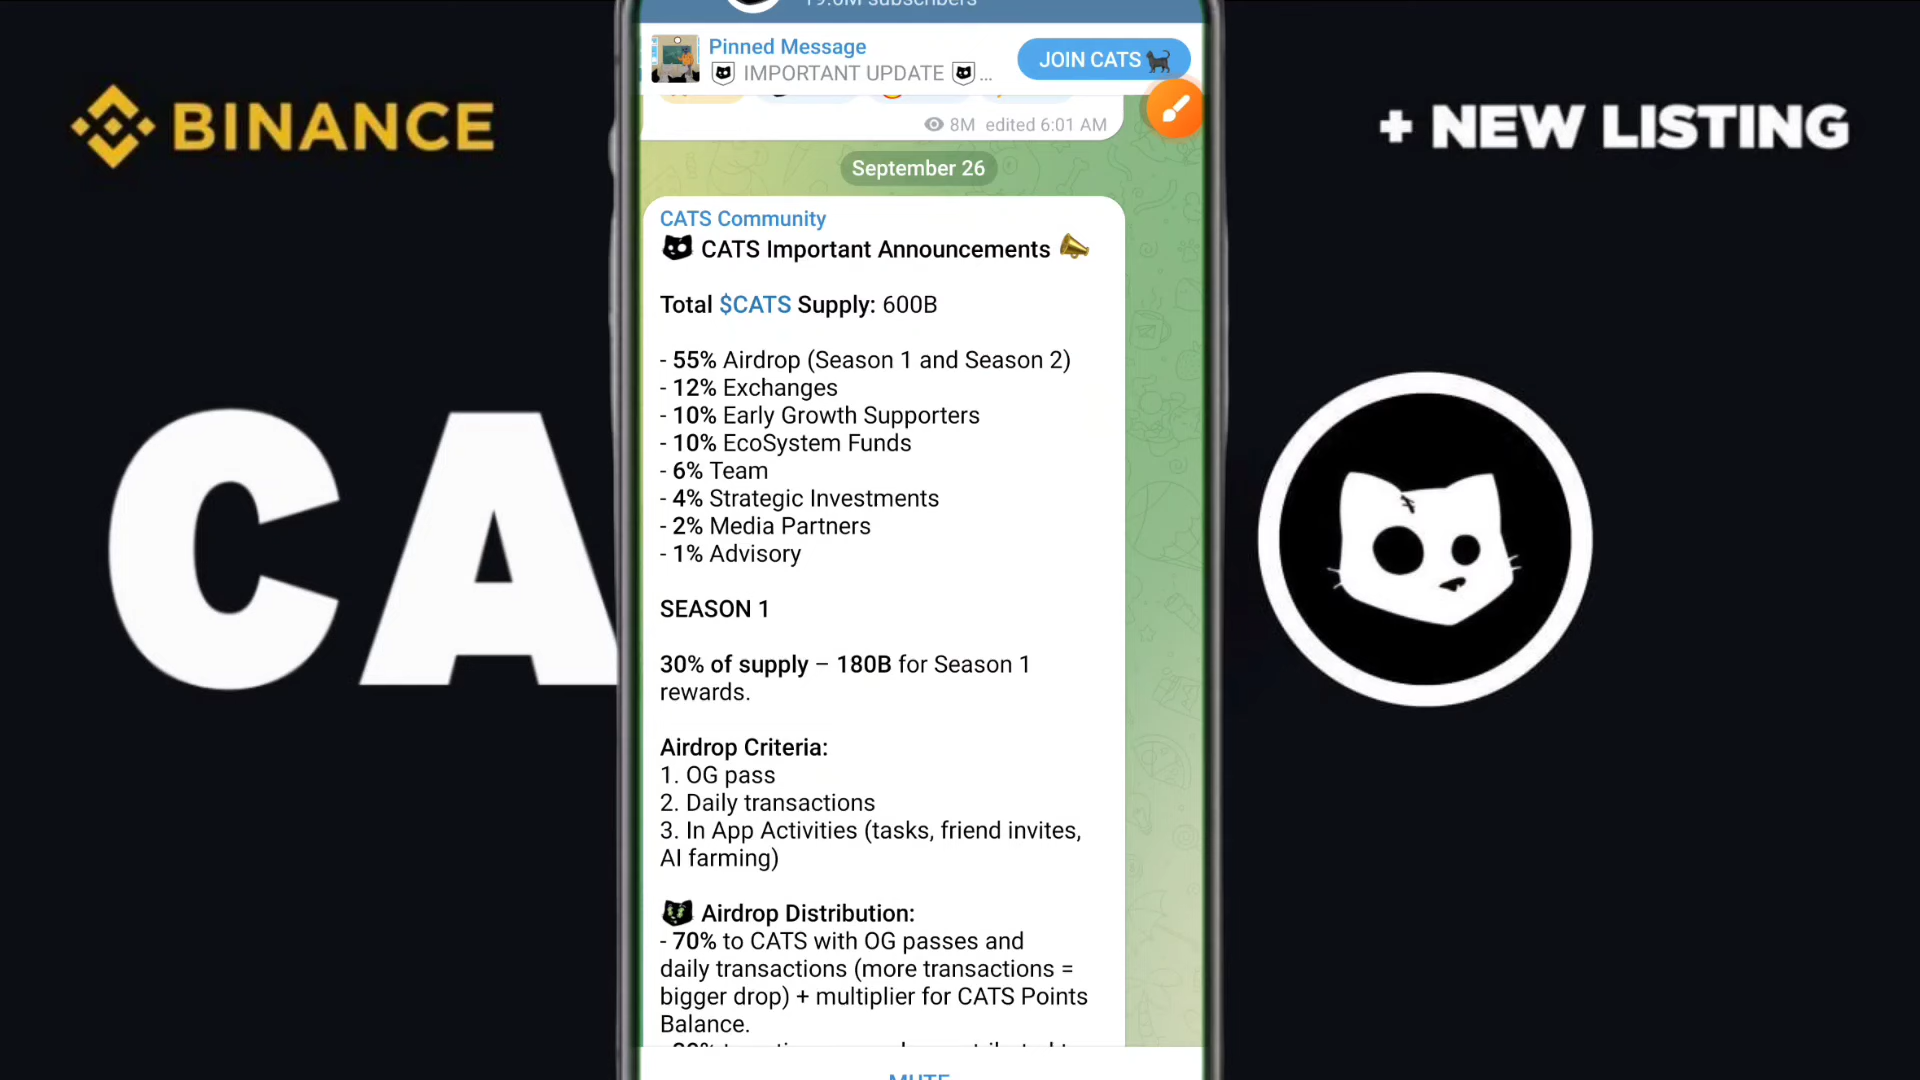 19.6M subscribers
Pinned Message
IMPORTANT UPDATE ...
JOIN CATS
BINANCE
+ NEW LISTING
8M edited 6:01 AM
September 26
CATS Community
CATS Important Announcements
Total $CATS Supply: 600B
- 55% Airdrop (Season 1 and Season 2)
- 12% Exchanges
- 10% Early Growth Supporters
- 10% EcoSystem Funds
- 6% Team
- 4% Strategic Investments
- 2% Media Partners
- 1% Advisory
CA
SEASON 1
30% of supply – 180B for Season 1
rewards.
Airdrop Criteria:
1. OG pass
2. Daily transactions
3. In App Activities (tasks, friend invites,
AI farming)
Airdrop Distribution:
- 70% to CATS with OG passes and
daily transactions (more transactions =
bigger drop) + multiplier for CATS Points
Balance.
MUTE